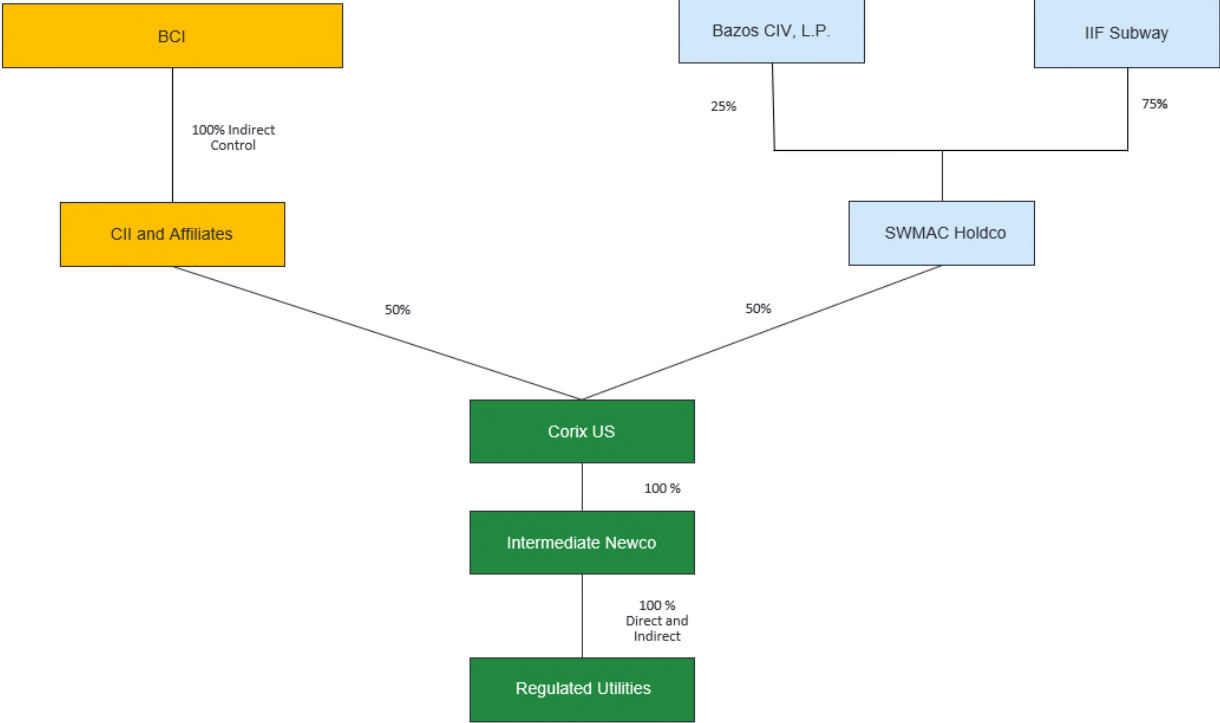 BCI
Bazos CIV, L.P.
IIF Subway
25%
75%
100% Indirect
Control
CII and Affiliates
SWMAC Holdco
50%
50%
Corix US
100 %
Intermediate Newco
100 %
Direct and
Indirect
Regulated Utilities